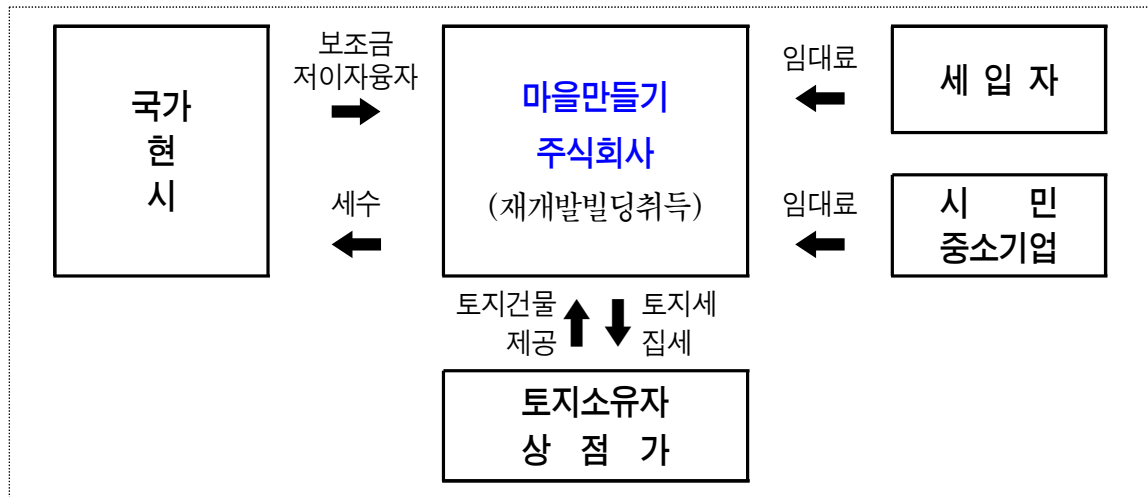 국가
현
시
보조금
저이자융자
세수
마을만들기
주식회사
(재개발빌딩취득)
임대료
세 입 자
임대료
시 민
중소기업
토지건물
제공
토지세
집세
토지소유자
상 점 가